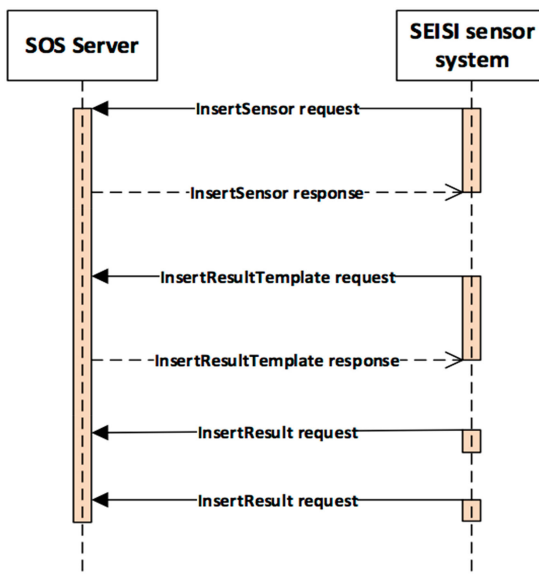 SOS Server
SEISI sensor
system
InsertSensor request
InsertSensor response
InsertResultTemplate request
InsertResultTemplate response
InsertResult request
InsertResult request